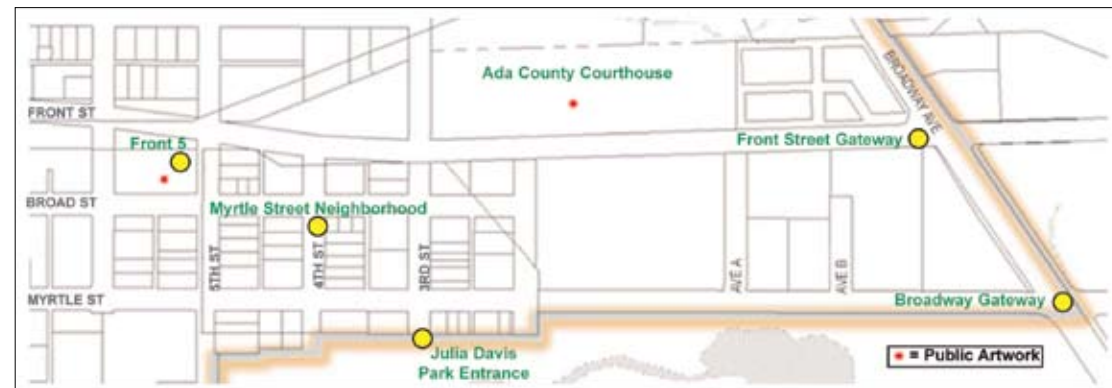 BROADWAY AVE
Ada County Courthouse
FRONT ST
Front Street Gateway
Front 5
BROAD ST
Myrtle Street Neighborhood
5TH ST
4TH ST
3RD ST
AVE A
AVE B
MYRTLE ST
Broadway Gateway
Julia Davis
Park Entrance
= Public Artwork